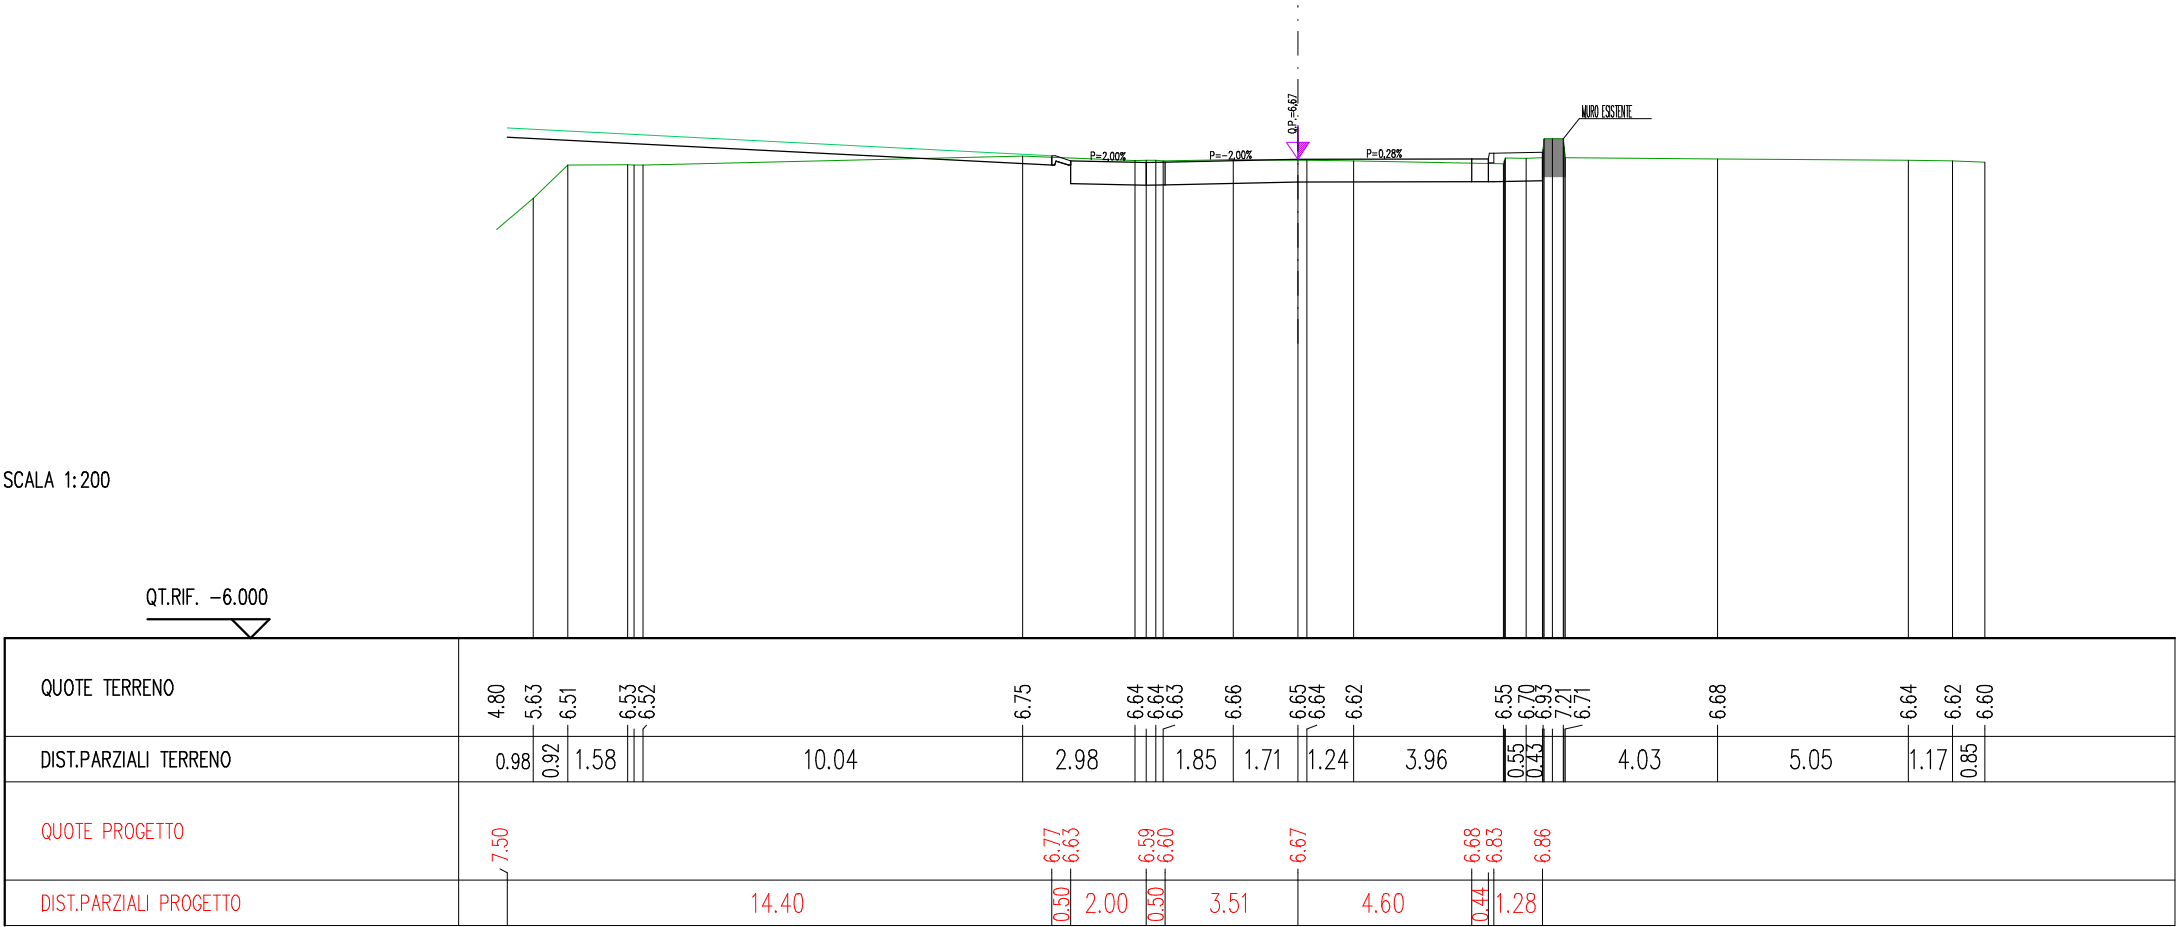 Q.P.=6.67
MURO ESISTENTE
P=2,00%
P=-2,00%
P=0,28%
SCALA 1:200
QT.RIF. -6.000
QUOTE TERRENO 4.80 5.63 6.51 6.53 6.52 6.75 6.64 6.64 6.63 6.66 6.65 6.64 6.62 6.55 6.70 6.93 7.21 6.71 6.68 6.64 6.62 6.60
DIST.PARZIALI TERRENO 0.98 0.92 1.58 10.04 2.98 1.85 1.71 1.24 3.96 0.55 0.43 4.03 5.05 1.17 0.85
QUOTE PROGETTO 7.50 6.77 6.63 6.59 6.60 6.67 6.68 6.83 6.86
DIST.PARZIALI PROGETTO 14.40 0.50 2.00 0.50 3.51 4.60 0.44 1.28